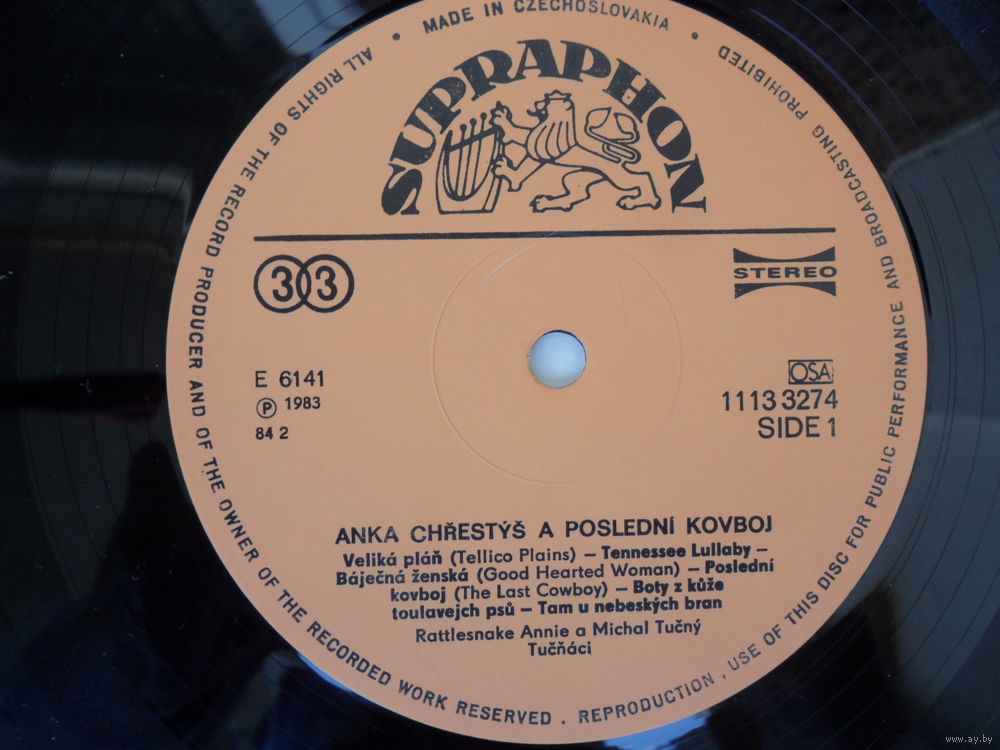 MADE IN CZECHOSLOVAKIA
ALL RIGHTS OF THE RECORD PRODUCER AND OF THE OWNER OF THE RECORDED WORK RESERVED . REPRODUCTION , USE OF THIS DISC FOR PUBLIC PERFORMANCE AND BROADCASTING PROHIBITED
SUPRAPHON
33
STEREO
E 6141
Ⓟ 1983
84 2
OSA
1113 3274
SIDE 1
ANKA CHŘESTÝŠ A POSLEDNÍ KOVBOJ
Veliká pláň (Tellico Plains) – Tennessee Lullaby –
Báječná ženská (Good Hearted Woman) – Poslední
kovboj (The Last Cowboy) – Boty z kůže
toulavejch psů – Tam u nebeských bran
Rattlesnake Annie a Michal Tučný
Tučňáci
www.ay.by